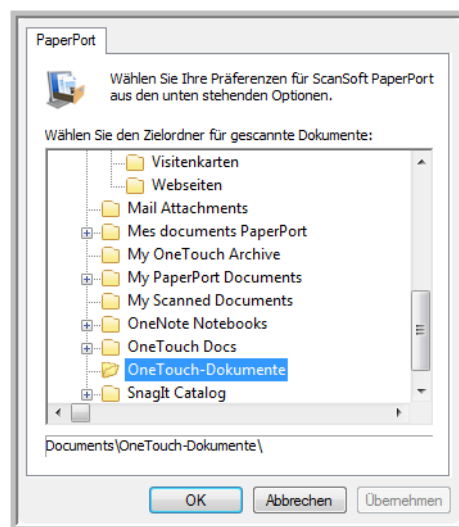 PaperPort
Wählen Sie Ihre Präferenzen für ScanSoft PaperPort
aus den unten stehenden Optionen.
Wählen Sie den Zielordner für gescannte Dokumente:
Visitenkarten
Webseiten
Mail Attachments
Mes documents PaperPort
My OneTouch Archive
My PaperPort Documents
My Scanned Documents
OneNote Notebooks
OneTouch Docs
OneTouch-Dokumente
SnagIt Catalog
Documents\OneTouch-Dokumente\
OK Abbrechen Übernehmen